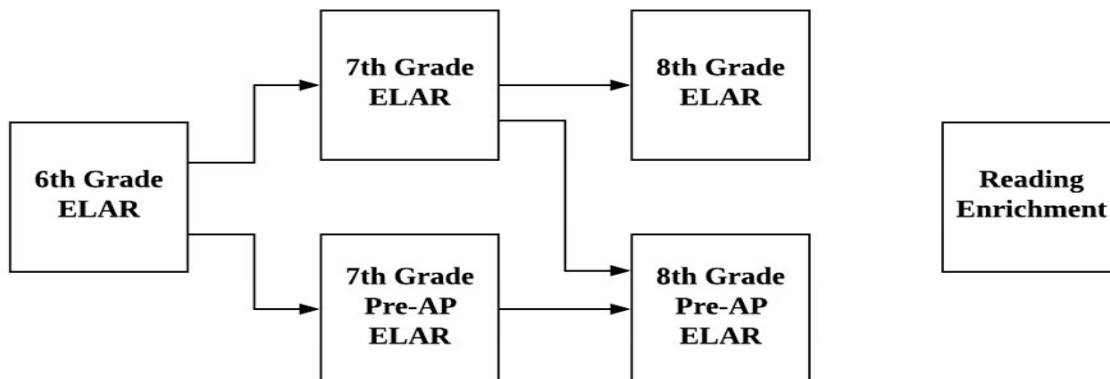 6th Grade
ELAR
7th Grade
ELAR
8th Grade
ELAR
7th Grade
Pre-AP
ELAR
8th Grade
Pre-AP
ELAR
Reading
Enrichment